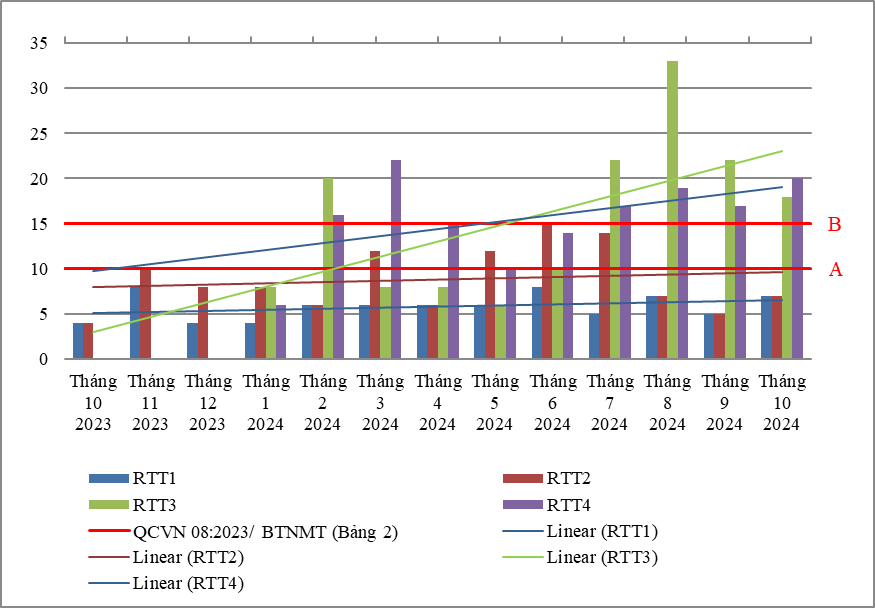 35
30
25
20
15
B
10
A
5
0
Tháng Tháng Tháng Tháng Tháng Tháng Tháng Tháng Tháng Tháng Tháng Tháng Tháng
10 11 12 1 2 3 4 5 6 7 8 9 10
2023 2023 2023 2024 2024 2024 2024 2024 2024 2024 2024 2024 2024
RTT1 RTT2
RTT3 RTT4
QCVN 08:2023/ BTNMT (Bảng 2) Linear (RTT1)
Linear (RTT2) Linear (RTT3)
Linear (RTT4)